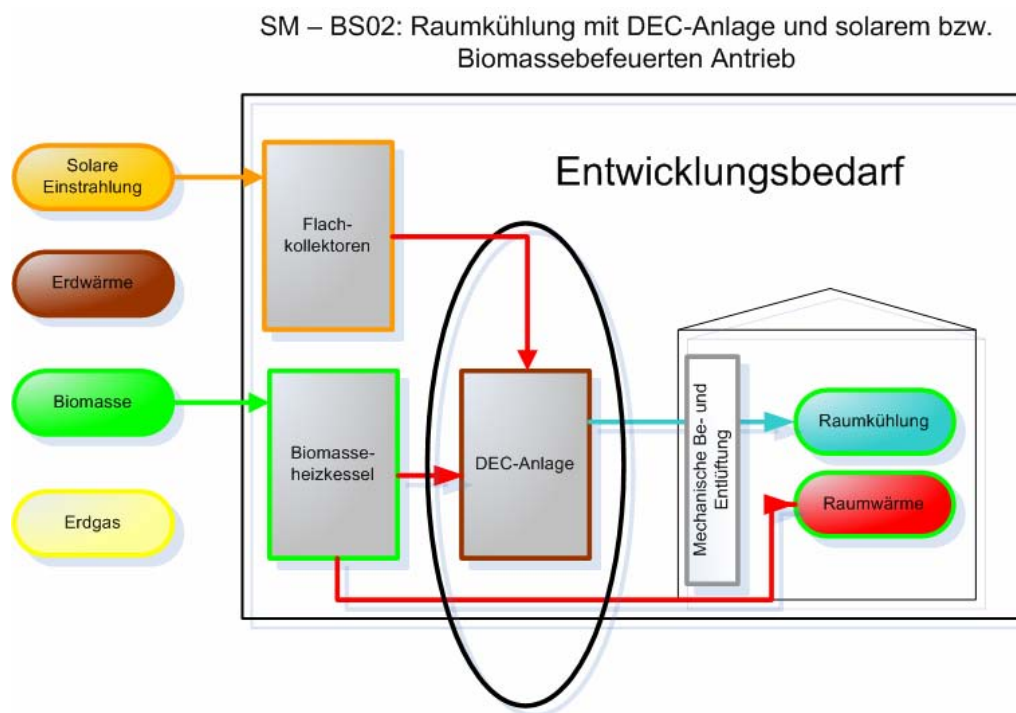 SM – BS02: Raumkühlung mit DEC-Anlage und solarem bzw.
Biomassebefeuerten Antrieb
Entwicklungsbedarf
Solare
Einstrahlung
Flach-
kollektoren
Erdwärme
Biomasse
Biomasse-
heizkessel
DEC-Anlage
Mechanische Be- und
Entlüftung
Raumkühlung
Raumwärme
Erdgas